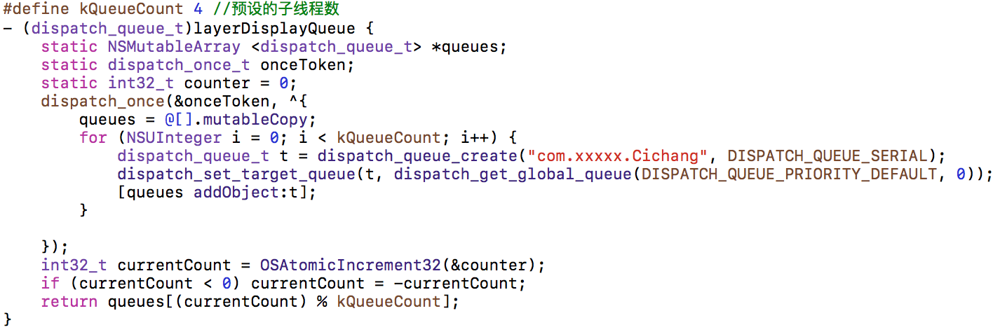 #define kQueueCount 4 //预设的子线程数
- (dispatch_queue_t)layerDisplayQueue {
    static NSMutableArray <dispatch_queue_t> *queues;
    static dispatch_once_t onceToken;
    static int32_t counter = 0;
    dispatch_once(&onceToken, ^{
        queues = @[].mutableCopy;
        for (NSUInteger i = 0; i < kQueueCount; i++) {
            dispatch_queue_t t = dispatch_queue_create("com.xxxxx.Cichang", DISPATCH_QUEUE_SERIAL);
            dispatch_set_target_queue(t, dispatch_get_global_queue(DISPATCH_QUEUE_PRIORITY_DEFAULT, 0));
            [queues addObject:t];
        }

    });
    int32_t currentCount = OSAtomicIncrement32(&counter);
    if (currentCount < 0) currentCount = -currentCount;
    return queues[(currentCount) % kQueueCount];
}